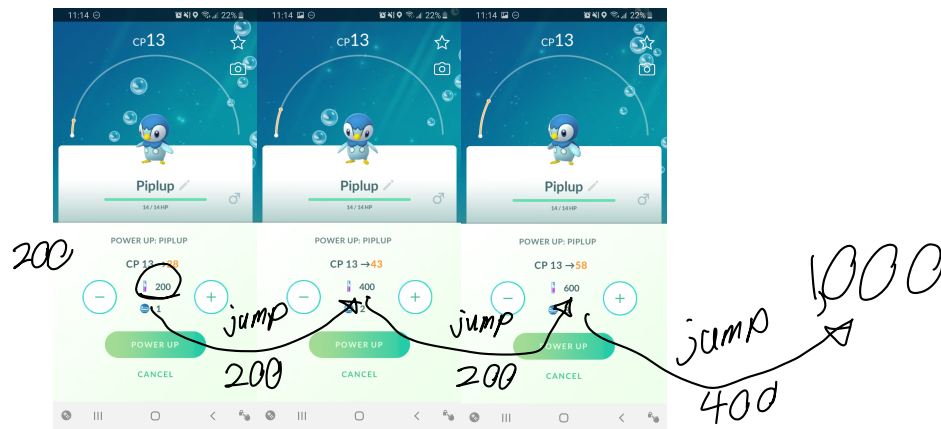 11:14 22% 11:14 22% 11:14 22%
CP13 CP13 CP13
Piplup Piplup Piplup
14 / 14 HP 14 / 14 HP 14 / 14 HP
POWER UP: PIPLUP POWER UP: PIPLUP POWER UP: PIPLUP
200 1,000
CP 13 →28 CP 13 →43 CP 13 →58
200 400 600
1 2
jump jump jump
POWER UP POWER UP POWER UP
200 200 400
CANCEL CANCEL CANCEL